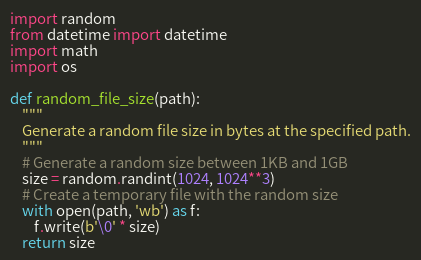 import random
from datetime import datetime
import math
import os

def random_file_size(path):
    """
    Generate a random file size in bytes at the specified path.
    """
    # Generate a random size between 1KB and 1GB
    size = random.randint(1024, 1024**3)
    # Create a temporary file with the random size
    with open(path, 'wb') as f:
        f.write(b'\0' * size)
    return size